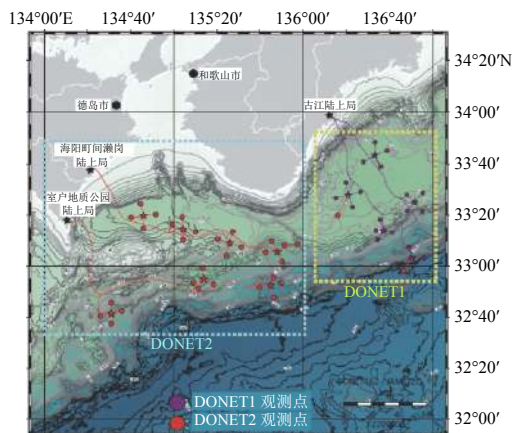 134°00′ 134°40′ 135°20′ 136°00′ 136°40′
34°20′N
和歌山市
34°00′
德岛市
古江陆上局
海阳町间濑岗
陆上局
33°40′
室户地质公园
陆上局
33°20′
33°00′
DONET1
32°40′
DONET2
32°20′
DONET1 观测点
DONET2 观测点
32°00′